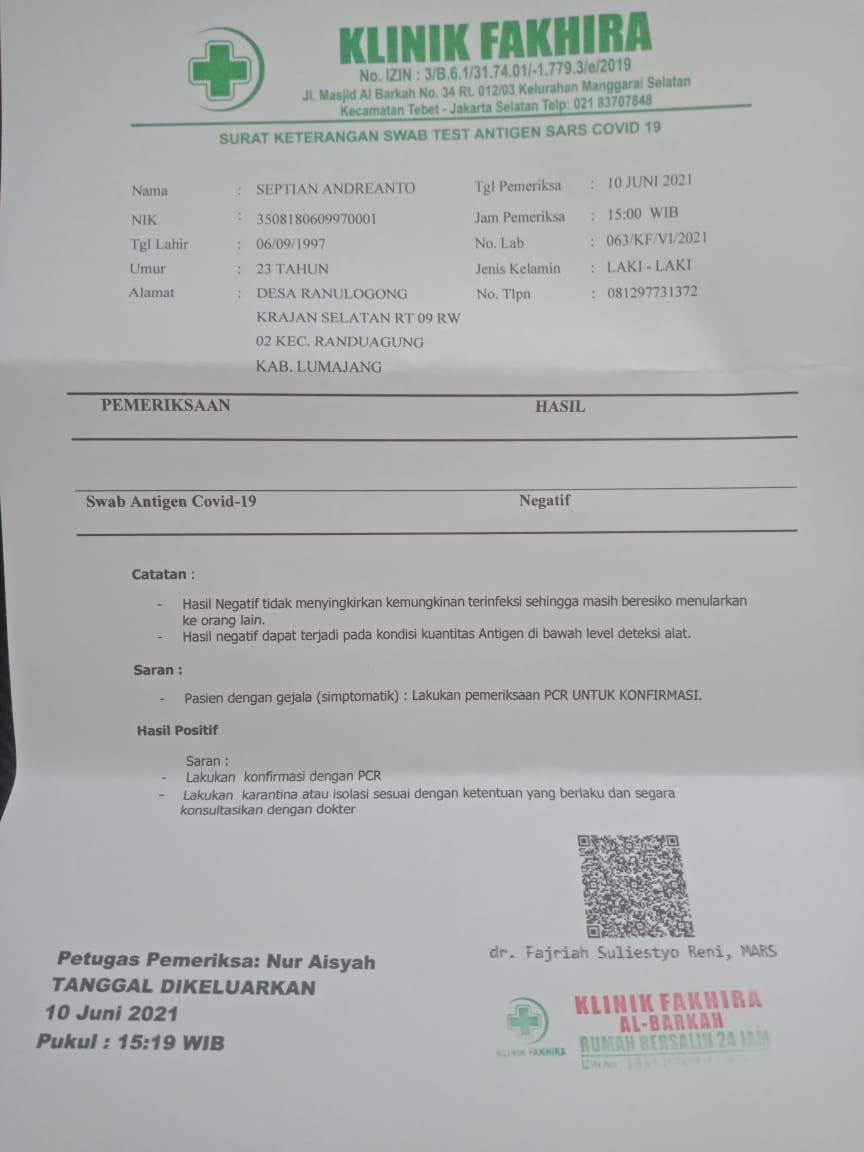 KLINIK FAKHIRA
No. IZIN : 3/B.6.1/31.74.01/-1.779.3/e/2019
Jl. Masjid Al Barkah No. 34 Rt. 012/03 Kelurahan Manggarai Selatan
Kecamatan Tebet - Jakarta Selatan Telp: 021 83707848
SURAT KETERANGAN SWAB TEST ANTIGEN SARS COVID 19
Nama : SEPTIAN ANDREANTO Tgl Pemeriksa : 10 JUNI 2021
NIK : 3508180609970001 Jam Pemeriksa : 15:00 WIB
Tgl Lahir : 06/09/1997 No. Lab : 063/KF/VI/2021
Umur : 23 TAHUN Jenis Kelamin : LAKI - LAKI
Alamat : DESA RANULOGONG No. Tlpn : 081297731372
KRAJAN SELATAN RT 09 RW
02 KEC. RANDUAGUNG
KAB. LUMAJANG
PEMERIKSAAN HASIL
Swab Antigen Covid-19 Negatif
Catatan :
- Hasil Negatif tidak menyingkirkan kemungkinan terinfeksi sehingga masih beresiko menularkan
ke orang lain.
- Hasil negatif dapat terjadi pada kondisi kuantitas Antigen di bawah level deteksi alat.
Saran :
- Pasien dengan gejala (simptomatik) : Lakukan pemeriksaan PCR UNTUK KONFIRMASI.
Hasil Positif
Saran :
- Lakukan konfirmasi dengan PCR
- Lakukan karantina atau isolasi sesuai dengan ketentuan yang berlaku dan segara
konsultasikan dengan dokter
dr. Fajriah Suliestyo Reni, MARS
Petugas Pemeriksa: Nur Aisyah
TANGGAL DIKELUARKAN
10 Juni 2021
Pukul : 15:19 WIB
KLINIK FAKHIRA
KLINIK FAKHIRA
AL-BARKAH
RUMAH BERSALIN 24 JAM
IZIN No